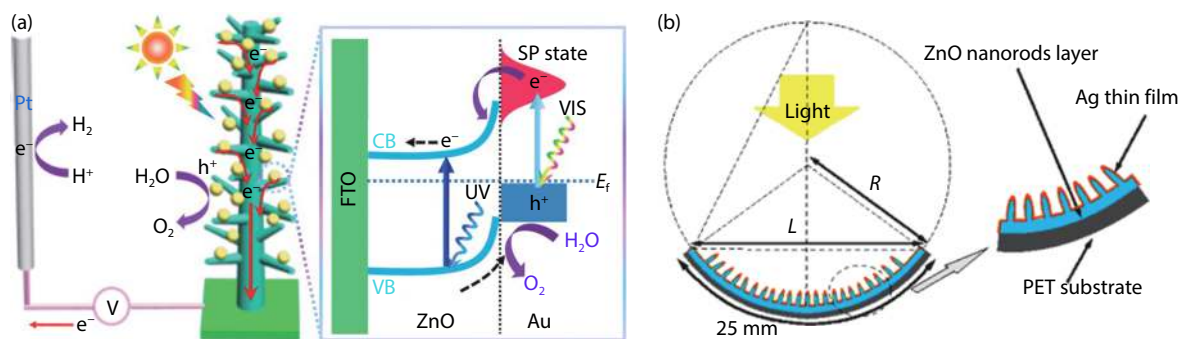 (a)
Pt
e⁻
H₂
H⁺
H₂O
h⁺
O₂
e⁻
e⁻
e⁻
e⁻
V
e⁻
FTO
CB
e⁻
VB
UV
SP state
e⁻
VIS
E_f
h⁺
H₂O
O₂
ZnO
Au
(b)
Light
R
L
25 mm
ZnO nanorods layer
Ag thin film
PET substrate